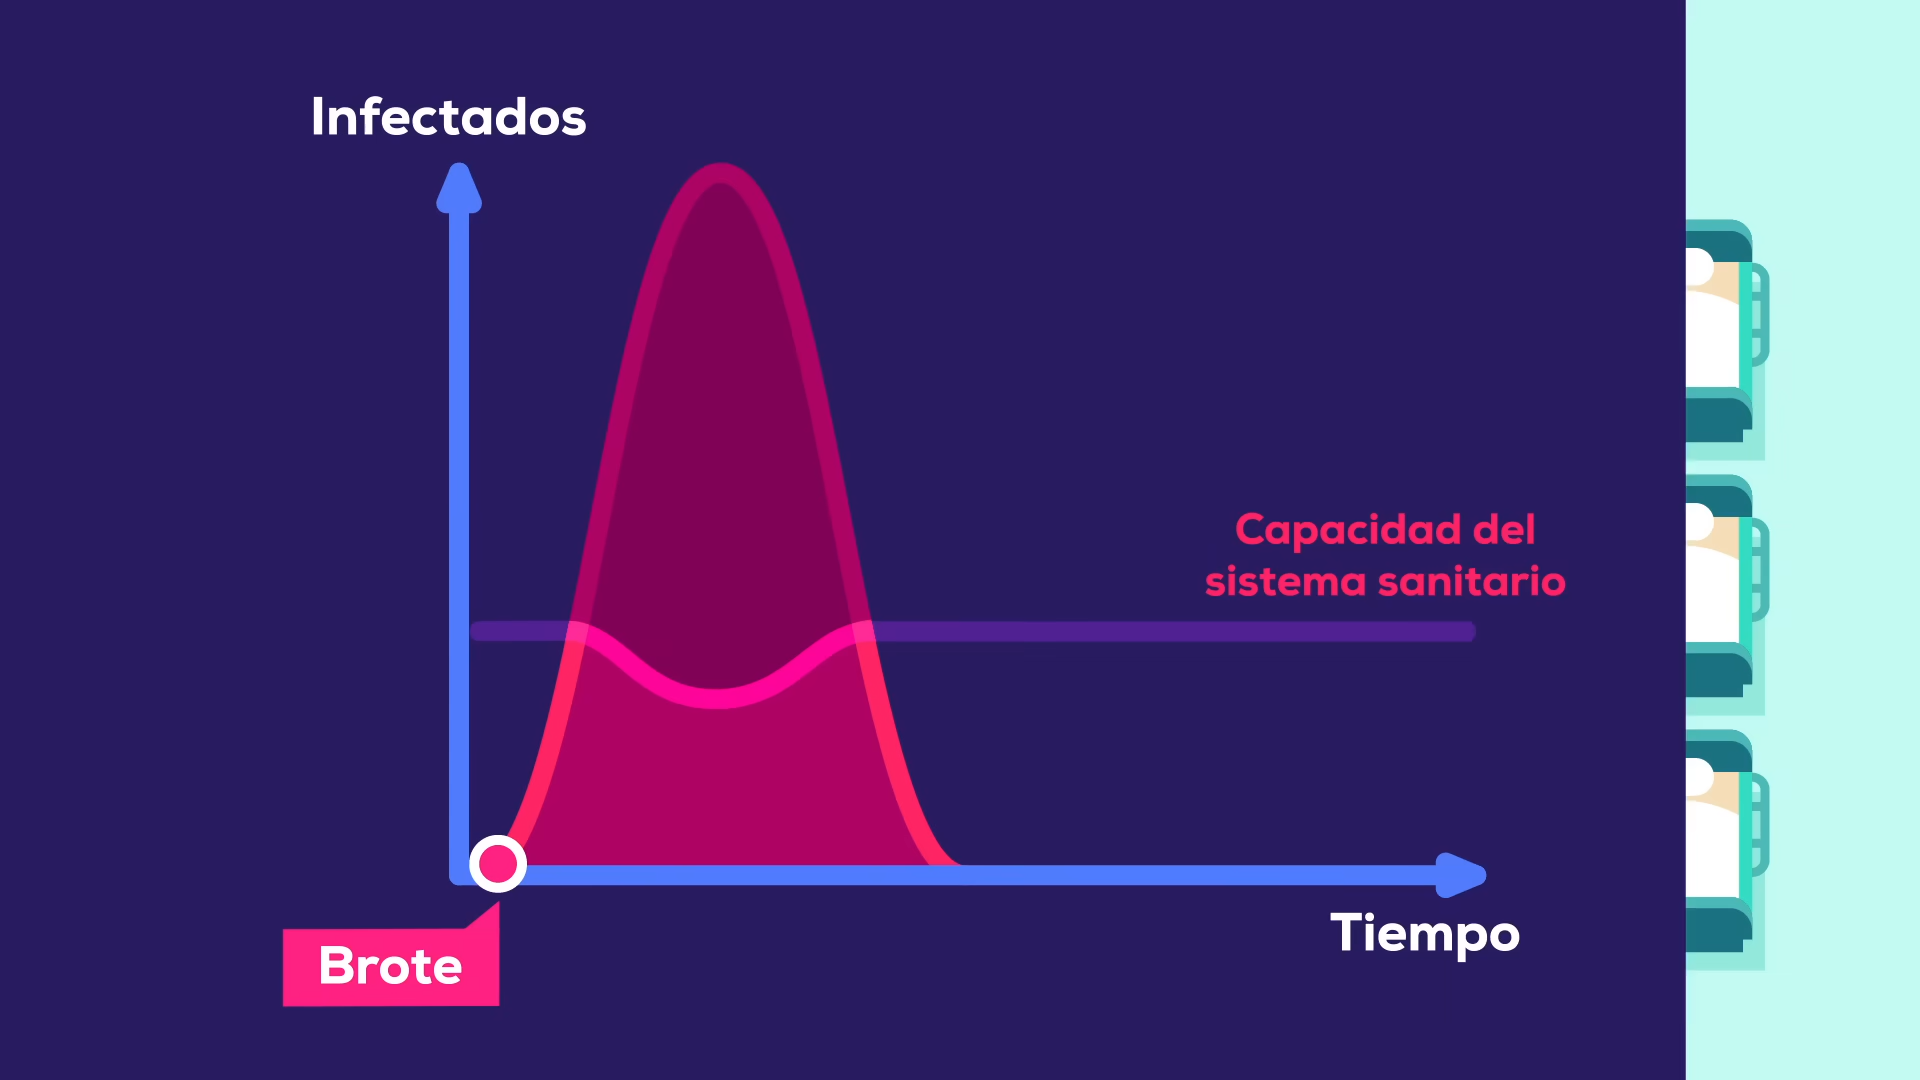 Infectados
Capacidad del
sistema sanitario
Tiempo
Brote